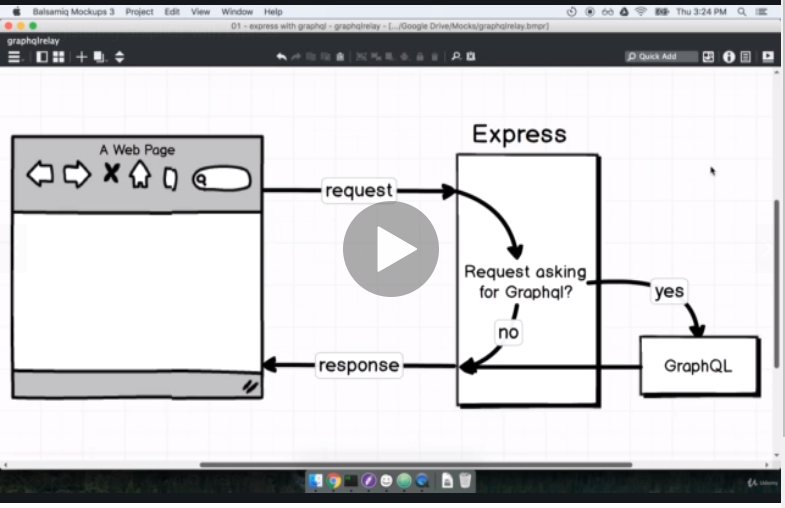 Balsamiq Mockups 3 Project Edit View Window Help Thu 3:24 PM
01 - express with graphql - graphqlrelay - [.../Google Drive/Mocks/graphqlrelay.bmpr]
graphqlrelay
Quick Add
Express
A Web Page
request
Request asking
for Graphql?
yes
no
response
GraphQL
Udemy